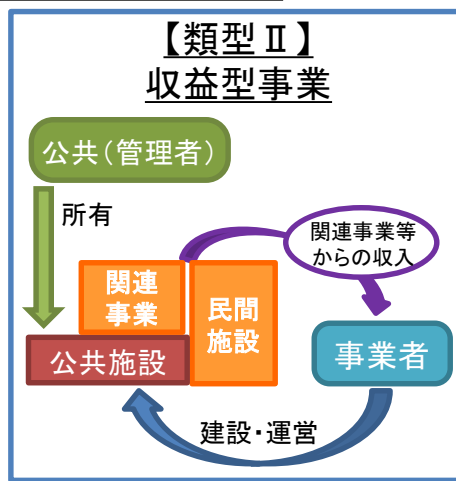 【類型Ⅱ】
収益型事業
公共(管理者)
所有
関連事業等
からの収入
関連
事業
民間
施設
公共施設
事業者
建設・運営